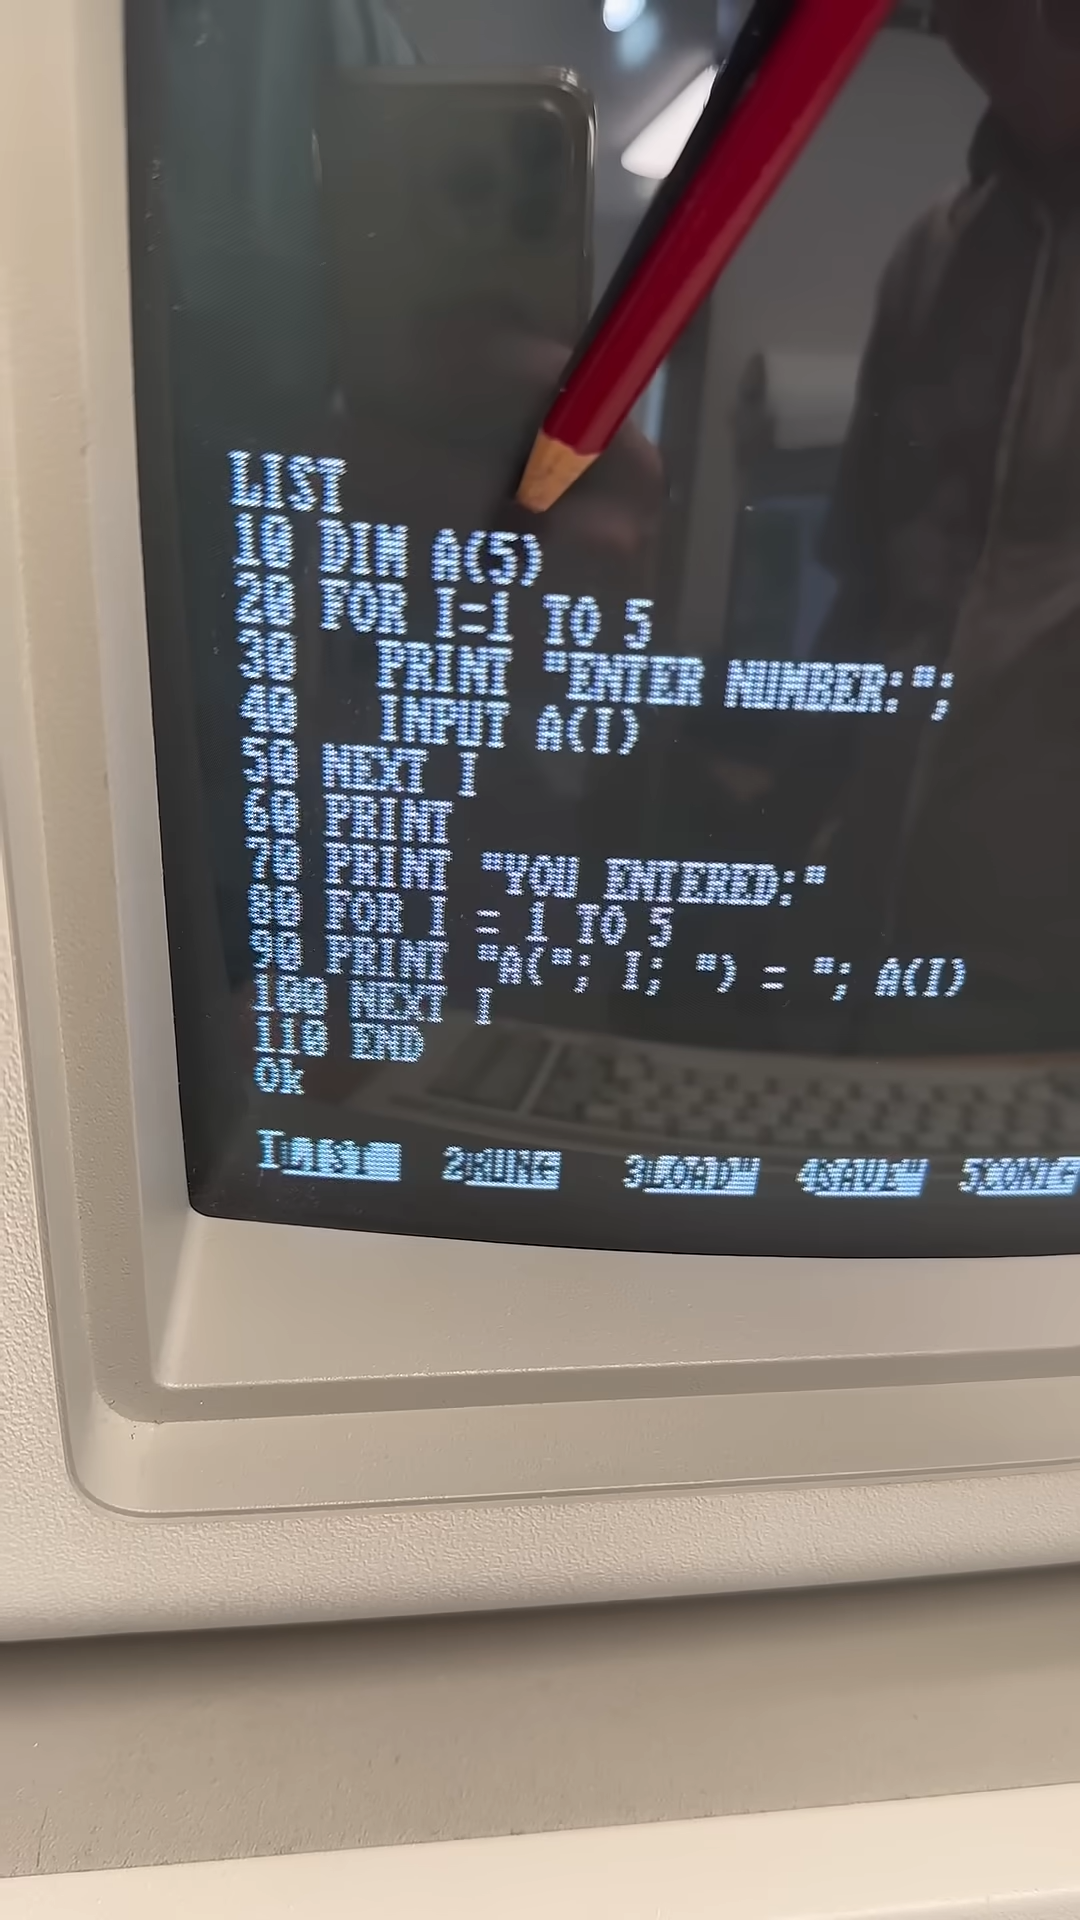 LIST
10 DIM A(5)
20 FOR I=1 TO 5
30   PRINT "ENTER NUMBER:";
40   INPUT A(I)
50 NEXT I
60 PRINT
70 PRINT "YOU ENTERED:"
80 FOR I = 1 TO 5
90 PRINT "A("; I; ") = "; A(I)
100 NEXT I
110 END
Ok
1LIST 2RUN← 3LOAD" 4SAVE" 5CONT←